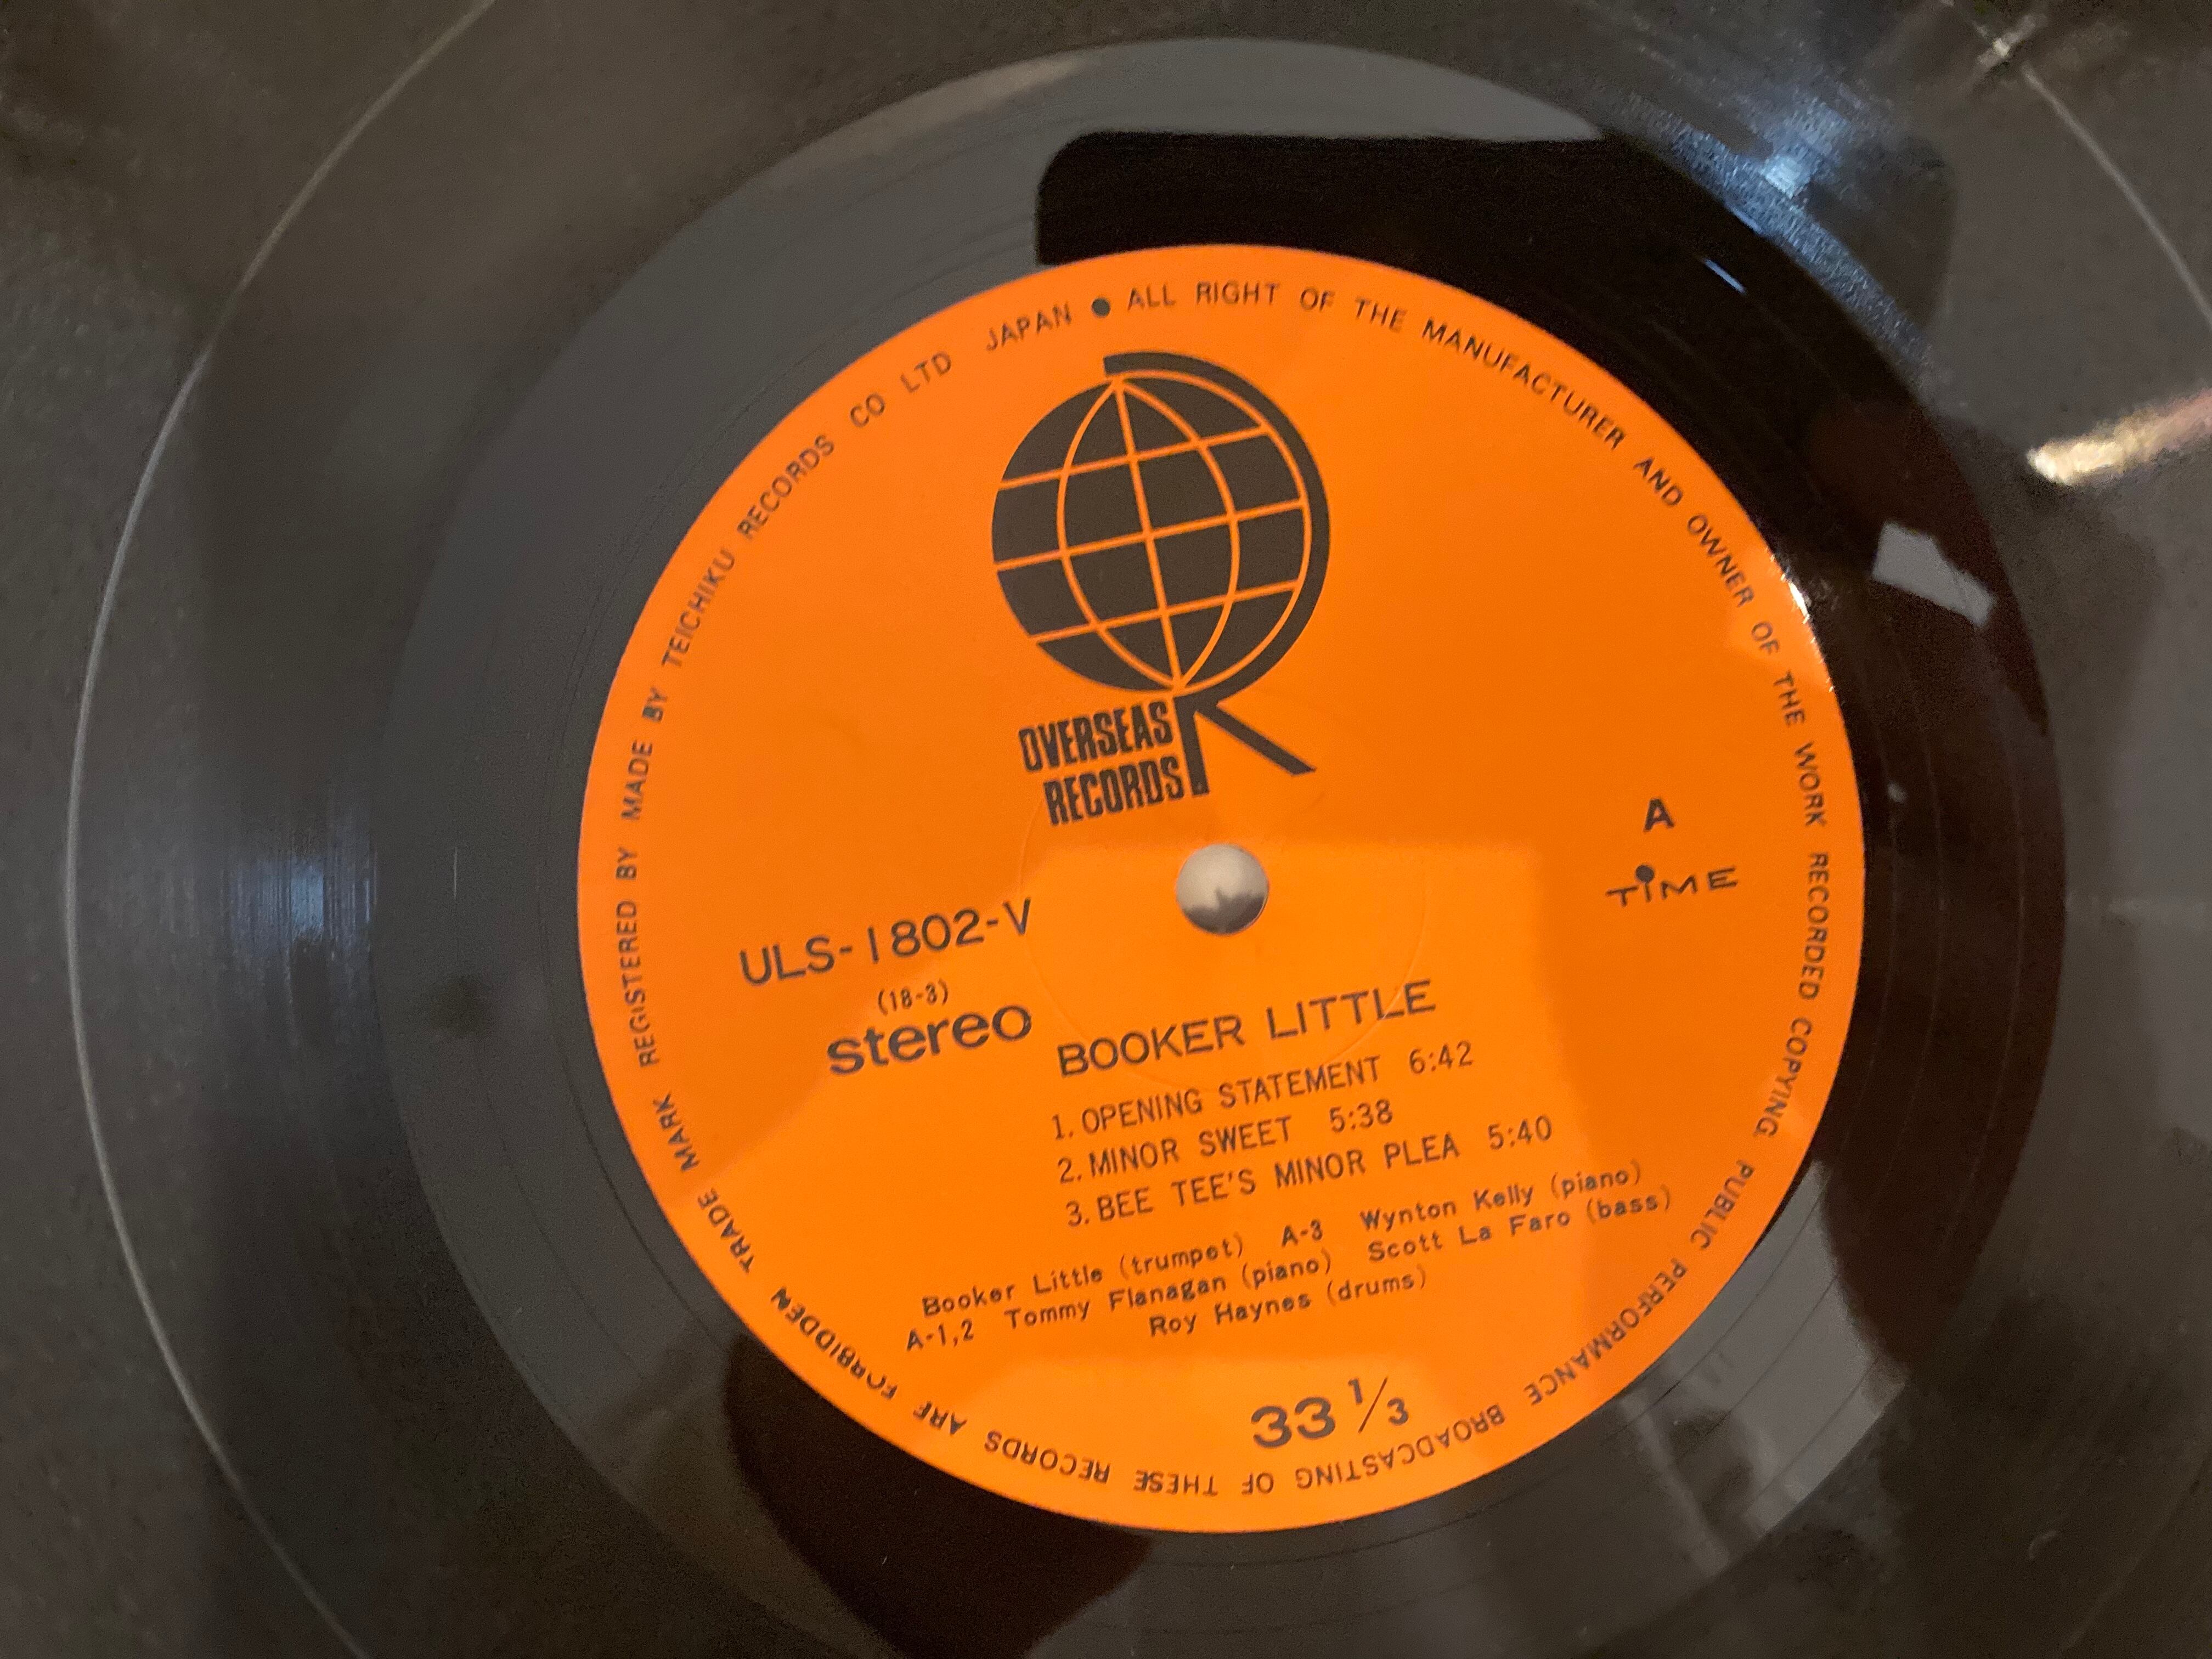 TRADE MARK REGISTERED BY MADE BY TEICHIKU RECORDS CO LTD JAPAN ● ALL RIGHT OF THE MANUFACTURER AND OWNER OF THE WORK RECORDED COPYING. PUBLIC PERFORMANCE BROADCASTING OF THESE RECORDS ARE FORBIDDEN
OVERSEAS
RECORDS
A
TIME
ULS-1802-V
(18-3)
stereo
BOOKER LITTLE
1. OPENING STATEMENT 6:42
2. MINOR SWEET 5:38
3. BEE TEE'S MINOR PLEA 5:40
Booker Little (trumpet) A-3 Wynton Kelly (piano)
A-1,2 Tommy Flanagan (piano) Scott La Faro (bass)
Roy Haynes (drums)
33 1/3